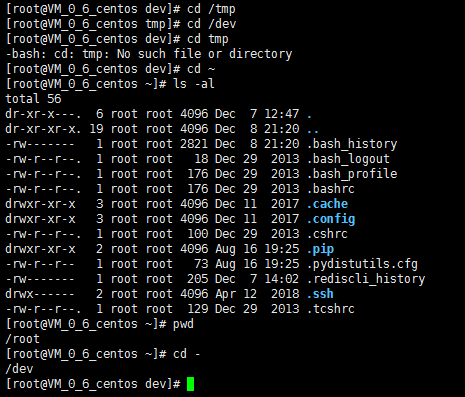 [root@VM_0_6_centos dev]# cd /tmp
[root@VM_0_6_centos tmp]# cd /dev
[root@VM_0_6_centos dev]# cd tmp
-bash: cd: tmp: No such file or directory
[root@VM_0_6_centos dev]# cd ~
[root@VM_0_6_centos ~]# ls -al
total 56
dr-xr-x---.  6 root root 4096 Dec  7 12:47 .
dr-xr-xr-x. 19 root root 4096 Dec  8 21:20 ..
-rw-------   1 root root 2821 Dec  8 21:20 .bash_history
-rw-r--r--.  1 root root   18 Dec 29  2013 .bash_logout
-rw-r--r--.  1 root root  176 Dec 29  2013 .bash_profile
-rw-r--r--.  1 root root  176 Dec 29  2013 .bashrc
drwxr-xr-x   3 root root 4096 Dec 11  2017 .cache
drwxr-xr-x   3 root root 4096 Dec 11  2017 .config
-rw-r--r--.  1 root root  100 Dec 29  2013 .cshrc
drwxr-xr-x   2 root root 4096 Aug 16 19:25 .pip
-rw-r--r--   1 root root   73 Aug 16 19:25 .pydistutils.cfg
-rw-------   1 root root  205 Dec  7 14:02 .rediscli_history
drwx------   2 root root 4096 Apr 12  2018 .ssh
-rw-r--r--.  1 root root  129 Dec 29  2013 .tcshrc
[root@VM_0_6_centos ~]# pwd
/root
[root@VM_0_6_centos ~]# cd -
/dev
[root@VM_0_6_centos dev]#